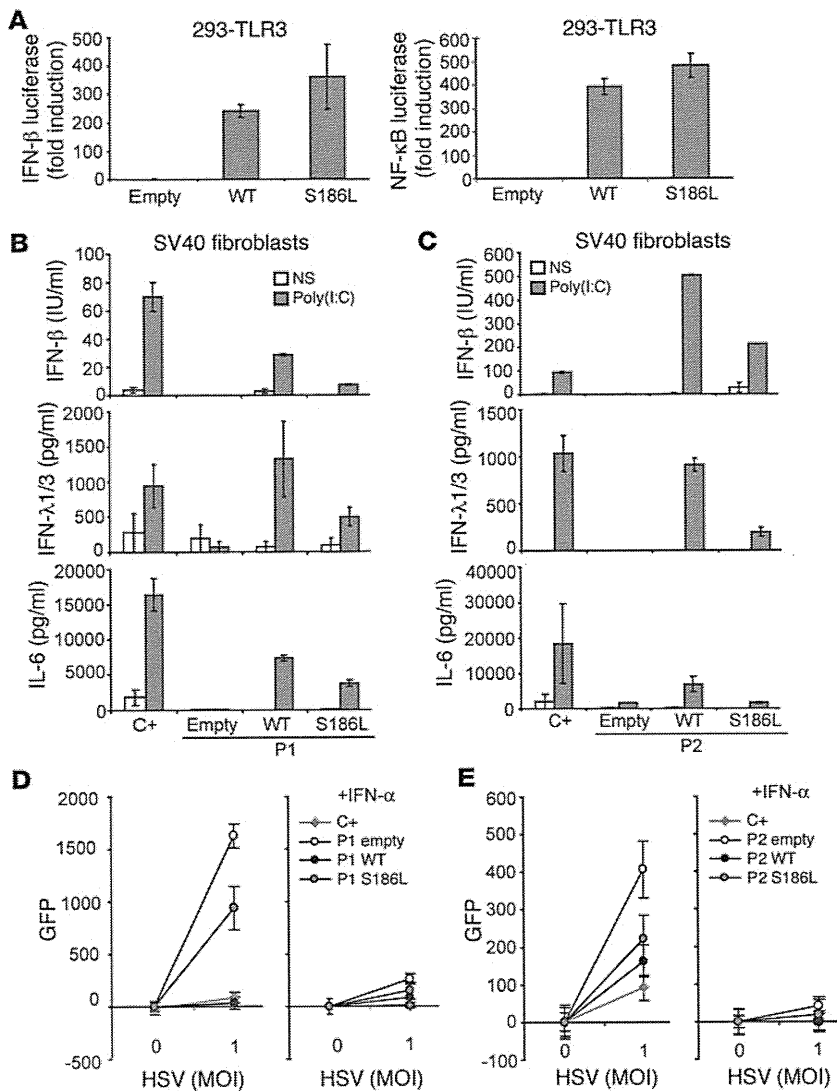 A
293-TLR3
IFN-β luciferase
(fold induction)
500
400
300
200
100
0
Empty
WT
S186L
293-TLR3
NF-κB luciferase
(fold induction)
600
500
400
300
200
100
0
Empty
WT
S186L
B
SV40 fibroblasts
NS
Poly(I:C)
IFN-β (IU/ml)
100
80
60
40
20
0
IFN-λ1/3 (pg/ml)
2000
1500
1000
500
0
IL-6 (pg/ml)
20000
15000
10000
5000
0
C+
Empty
WT
S186L
P1
C
SV40 fibroblasts
NS
Poly(I:C)
IFN-β (IU/ml)
600
500
400
300
200
100
0
IFN-λ1/3 (pg/ml)
1500
1000
500
0
IL-6 (pg/ml)
40000
30000
20000
10000
0
C+
Empty
WT
S186L
P2
D
GFP
2000
1500
1000
500
0
-500
0
1
HSV (MOI)
+IFN-α
C+
P1 empty
P1 WT
P1 S186L
0
1
HSV (MOI)
E
GFP
600
500
400
300
200
100
0
-100
0
1
HSV (MOI)
+IFN-α
C+
P2 empty
P2 WT
P2 S186L
0
1
HSV (MOI)